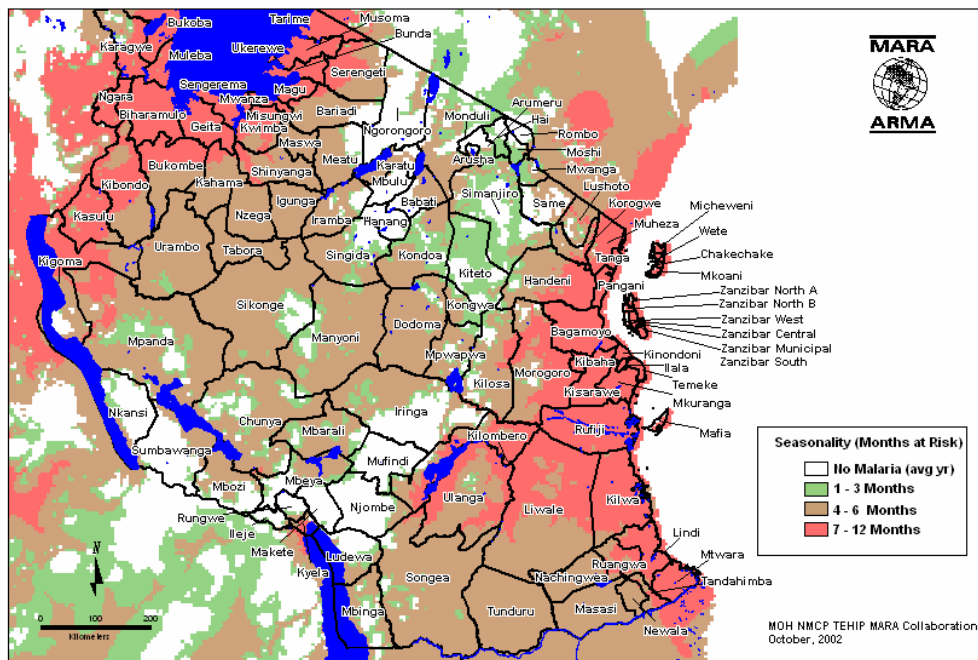 Bukoba
Tarime
Musoma
Karagwe
Ukerewe
Bunda
Muleba
Serengeti
Sengerema
Magu
Ngara
Mwanza
Misungwi
Bariadi
Biharamulo
Geita
Kwimba
Ngorongoro
Monduli
Arumeru
Hai
Rombo
Maswa
Meatu
Arusha
Moshi
Bukombe
Karatu
Mwanga
Shinyanga
Mbulu
Lushoto
Kibondo
Kahama
Igunga
Babati
Simanjiro
Same
Korogwe
Micheweni
Kasulu
Nzega
Iramba
Hanang
Muheza
Wete
Urambo
Tabora
Singida
Kondoa
Tanga
Chakechake
Kigoma
Kiteto
Handeni
Pangani
Mkoani
Sikonge
Kongwa
Zanzibar North A
Zanzibar North B
Mpanda
Manyoni
Dodoma
Bagamoyo
Zanzibar West
Zanzibar Central
Mpwapwa
Kinondoni
Zanzibar Municipal
Kibaha
Ilala
Zanzibar South
Morogoro
Temeke
Kilosa
Kisarawe
Mkuranga
Nkansi
Iringa
Chunya
Mbarali
Kilombero
Rufiji
Mafia
Sumbawanga
Mufindi
Mbozi
Mbeya
Ulanga
Kilwa
Rungwe
Njombe
Liwale
Ileje
Lindi
Makete
Ludewa
Ruangwa
Mtwara
Kyela
Nachingwea
Tandahimba
Songea
Mbinga
Tunduru
Masasi
Newala
MARA
ARMA
Seasonality (Months at Risk)
No Malaria (avg yr)
1 - 3 Months
4 - 6 Months
7 - 12 Months
N
0 100 200
Kilometers
MOH NMCP TEHIP MARA Collaboration
October, 2002